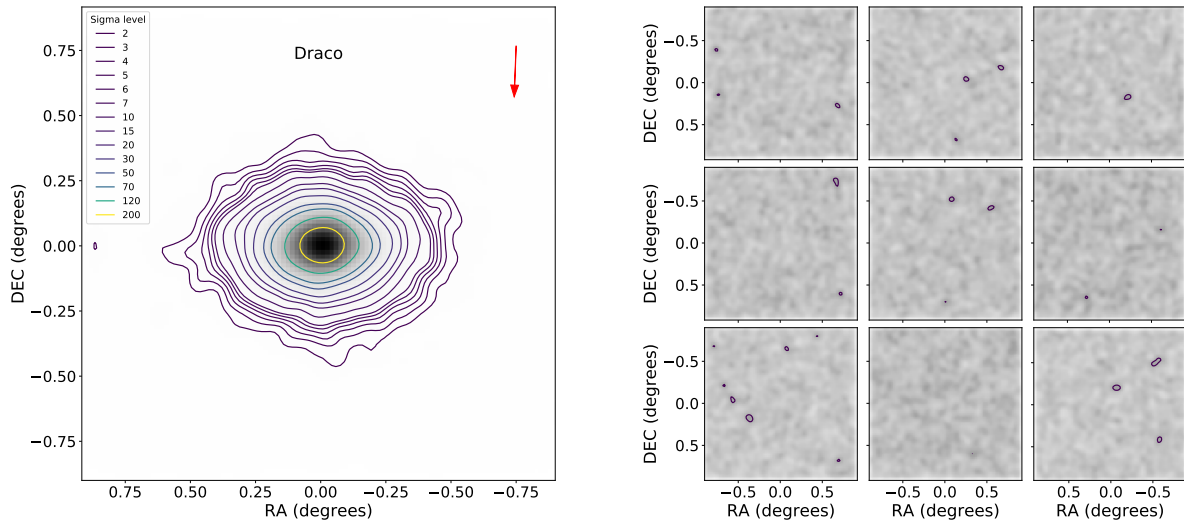 Sigma level
2
3
4
5
6
7
10
15
20
30
50
70
120
200
Draco
DEC (degrees)
0.75
0.50
0.25
0.00
−0.25
−0.50
−0.75
0.75 0.50 0.25 0.00 −0.25 −0.50 −0.75
RA (degrees)
DEC (degrees)
−0.5
0.0
0.5
DEC (degrees)
−0.5
0.0
0.5
DEC (degrees)
−0.5
0.0
0.5
−0.5 0.0 0.5
RA (degrees)
−0.5 0.0 0.5
RA (degrees)
0.5 0.0 −0.5
RA (degrees)